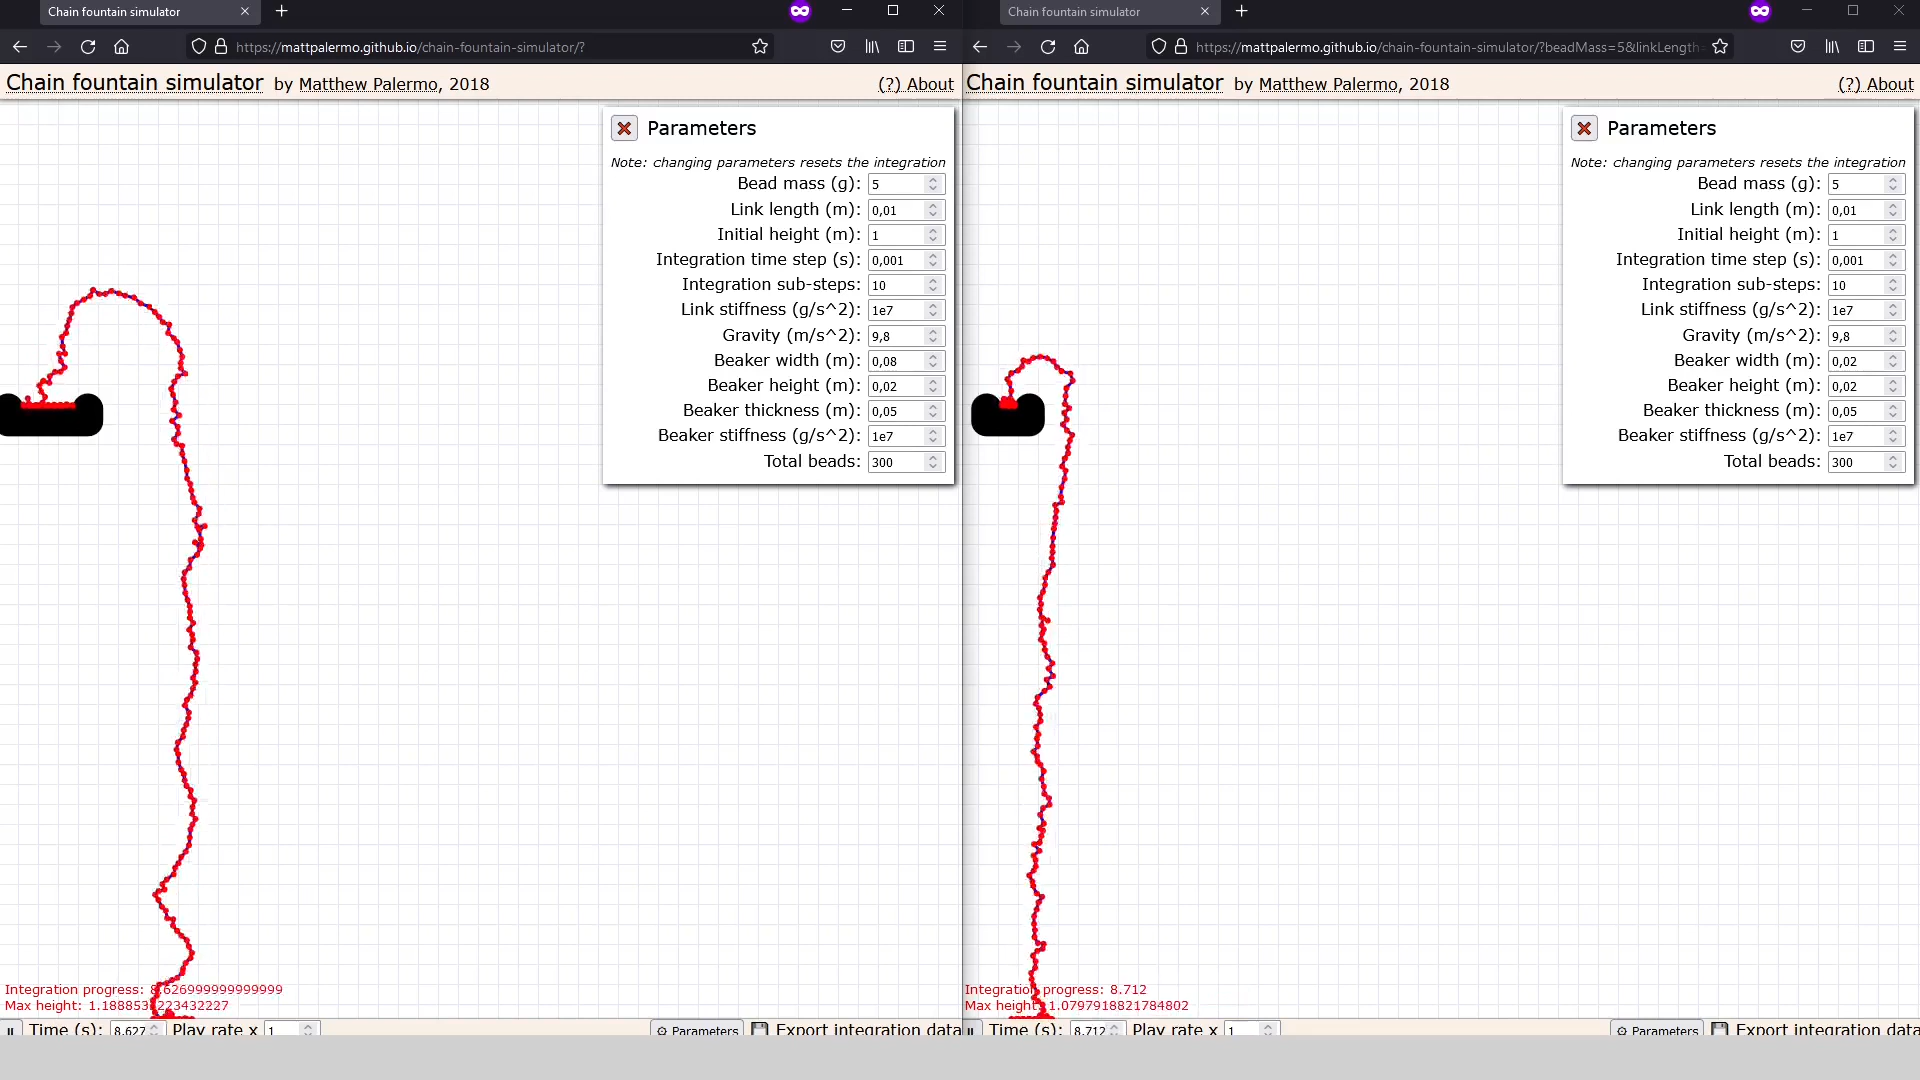 Chain fountain simulator
https://mattpalermo.github.io/chain-fountain-simulator/?
Chain fountain simulator by Matthew Palermo, 2018
(?) About
Parameters
Note: changing parameters resets the integration
Bead mass (g): 5
Link length (m): 0,01
Initial height (m): 1
Integration time step (s): 0,001
Integration sub-steps: 10
Link stiffness (g/s^2): 1e7
Gravity (m/s^2): 9,8
Beaker width (m): 0,08
Beaker height (m): 0,02
Beaker thickness (m): 0,05
Beaker stiffness (g/s^2): 1e7
Total beads: 300
Integration progress: 8.626999999999999
Max height: 1.18885 223432227
Time (s): 8,627 Play rate x 1
Parameters Export integration data
Chain fountain simulator
https://mattpalermo.github.io/chain-fountain-simulator/?beadMass=5&linkLength=
Chain fountain simulator by Matthew Palermo, 2018
(?) About
Parameters
Note: changing parameters resets the integration
Bead mass (g): 5
Link length (m): 0,01
Initial height (m): 1
Integration time step (s): 0,001
Integration sub-steps: 10
Link stiffness (g/s^2): 1e7
Gravity (m/s^2): 9,8
Beaker width (m): 0,02
Beaker height (m): 0,02
Beaker thickness (m): 0,05
Beaker stiffness (g/s^2): 1e7
Total beads: 300
Integration progress: 8.712
Max height: 1.0797918821784802
Time (s): 8,712 Play rate x 1
Parameters Export integration data